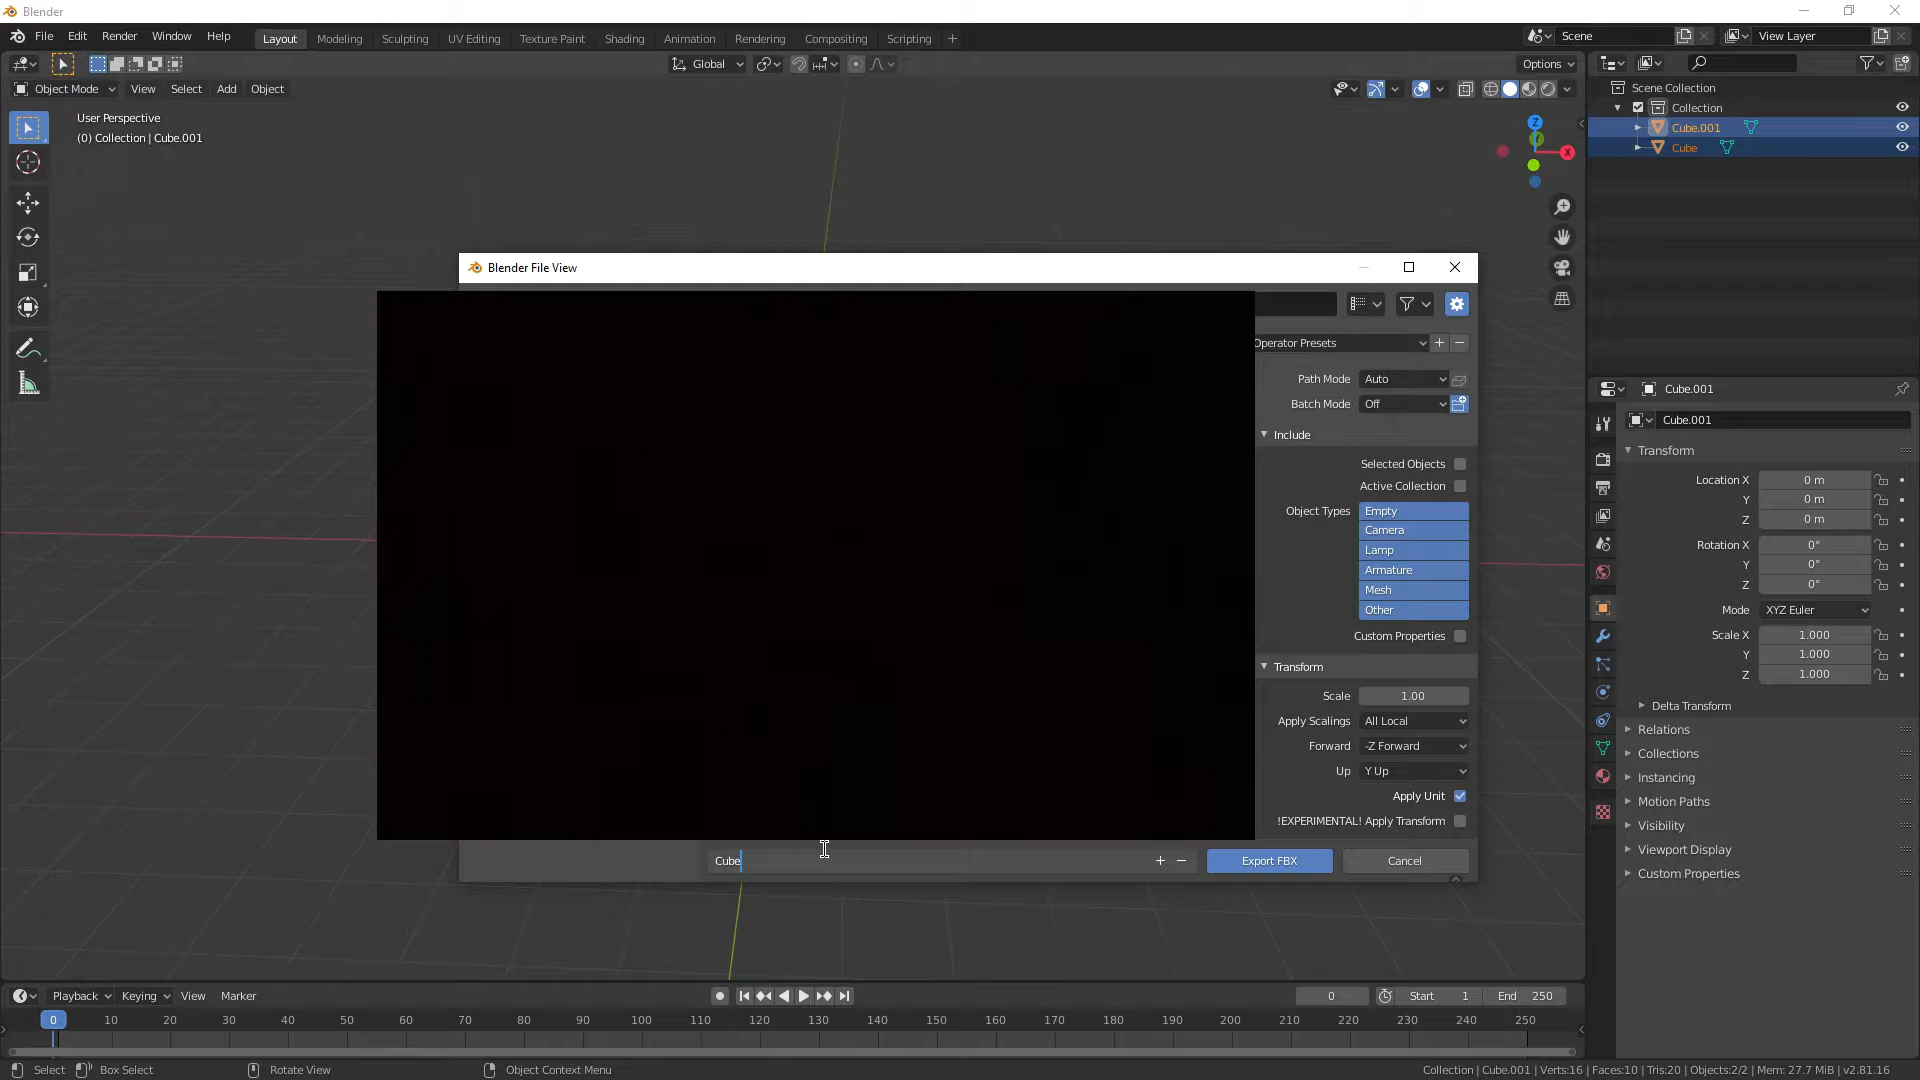 Blender
File Edit Render Window Help
Layout Modeling Sculpting UV Editing Texture Paint Shading Animation Rendering Compositing Scripting +
Scene View Layer
Global Options
Object Mode View Select Add Object
User Perspective
(0) Collection | Cube.001
Z
X
Scene Collection
Collection
Cube.001
Cube
Blender File View
Operator Presets
Path Mode Auto
Batch Mode Off
Include
Selected Objects
Active Collection
Object Types Empty
Camera
Lamp
Armature
Mesh
Other
Custom Properties
Transform
Scale 1.00
Apply Scalings All Local
Forward -Z Forward
Up Y Up
Apply Unit
!EXPERIMENTAL! Apply Transform
Cube
Export FBX Cancel
Cube.001
Cube.001
Transform
Location X 0 m
Y 0 m
Z 0 m
Rotation X 0°
Y 0°
Z 0°
Mode XYZ Euler
Scale X 1.000
Y 1.000
Z 1.000
Delta Transform
Relations
Collections
Instancing
Motion Paths
Visibility
Viewport Display
Custom Properties
Playback Keying View Marker
0 Start 1 End 250
0 10 20 30 40 50 60 70 80 90 100 110 120 130 140 150 160 170 180 190 200 210 220 230 240 250
Select Box Select Rotate View Object Context Menu
Collection | Cube.001 | Verts:16 | Faces:10 | Tris:20 | Objects:2/2 | Mem: 27.7 MiB | v2.81.16